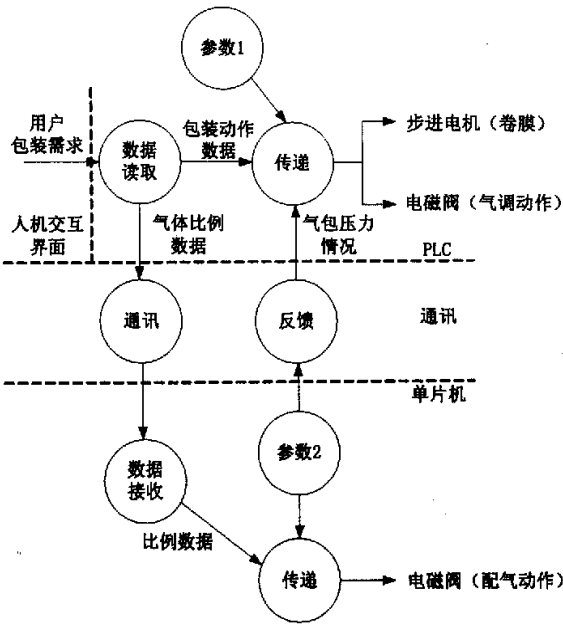 参数1
用户
包装需求
数据
读取
包装动作
数据
传递
步进电机（卷膜）
电磁阀（气调动作）
人机交互
界面
气体比例
数据
气包压力
情况
PLC
通讯
反馈
通讯
单片机
数据
接收
参数2
比例数据
传递
电磁阀（配气动作）